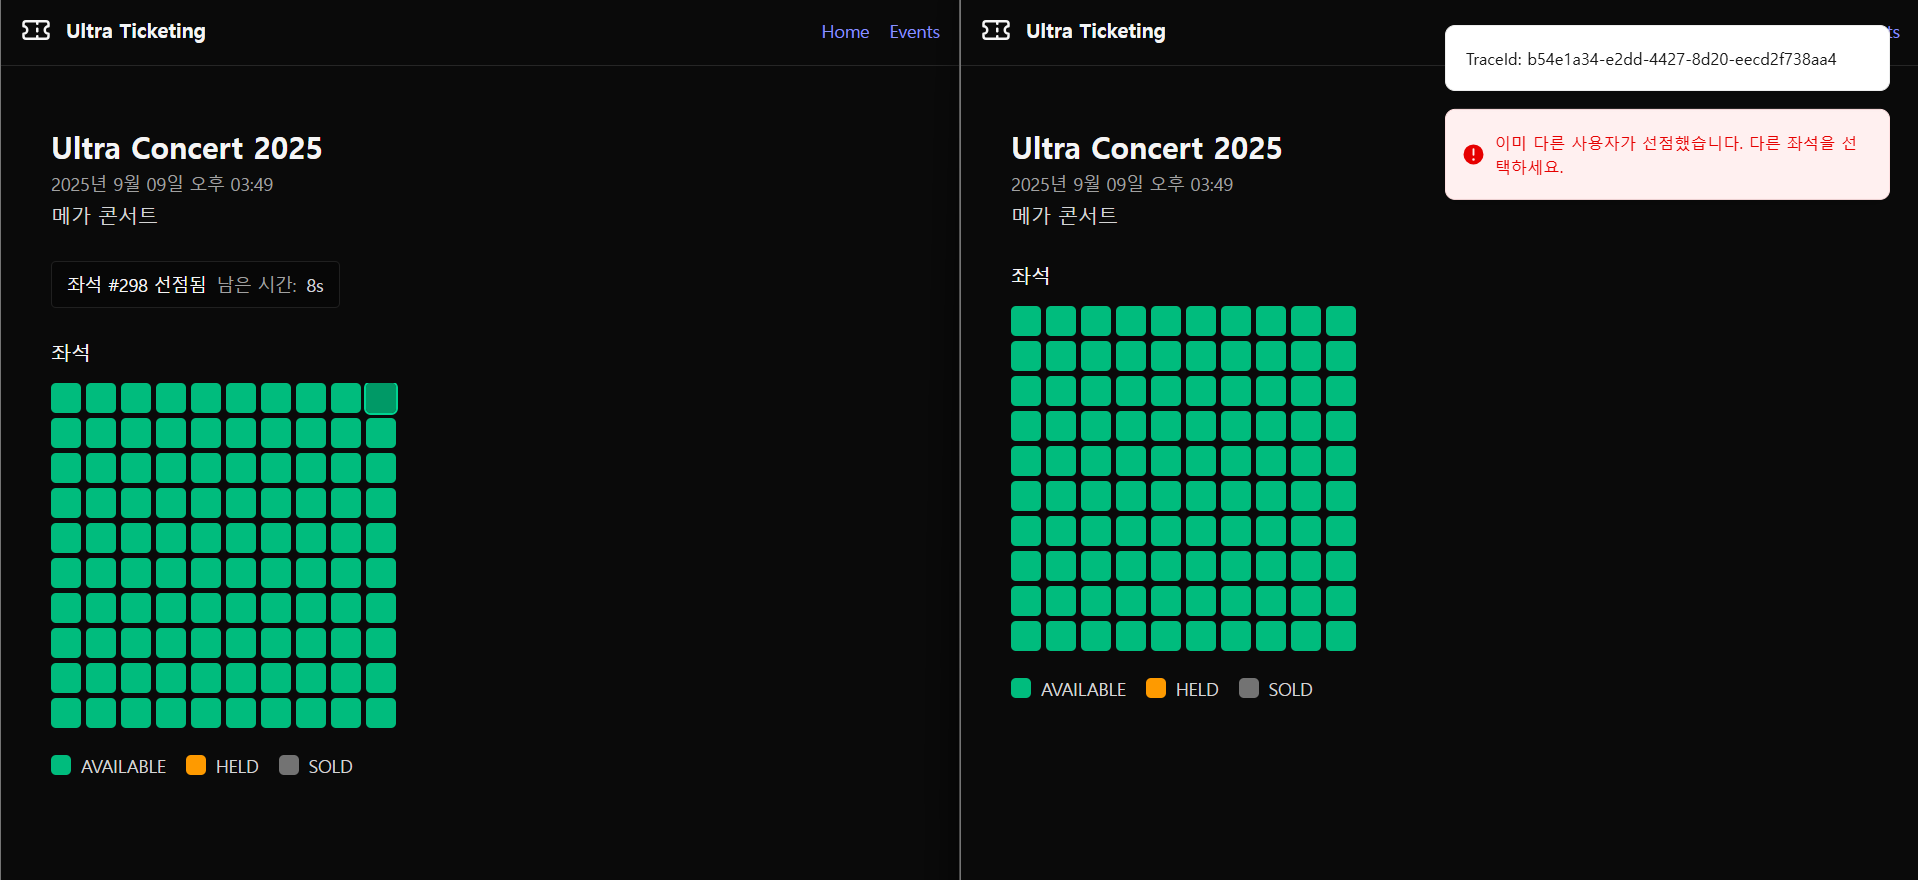 Ultra Ticketing
Home Events
Ultra Concert 2025
2025년 9월 09일 오후 03:49
메가 콘서트
좌석 #298 선점됨 남은 시간: 8s
좌석
AVAILABLE HELD SOLD
Ultra Ticketing
ts
TraceId: b54e1a34-e2dd-4427-8d20-eecd2f738aa4
이미 다른 사용자가 선점했습니다. 다른 좌석을 선
택하세요.
Ultra Concert 2025
2025년 9월 09일 오후 03:49
메가 콘서트
좌석
AVAILABLE HELD SOLD